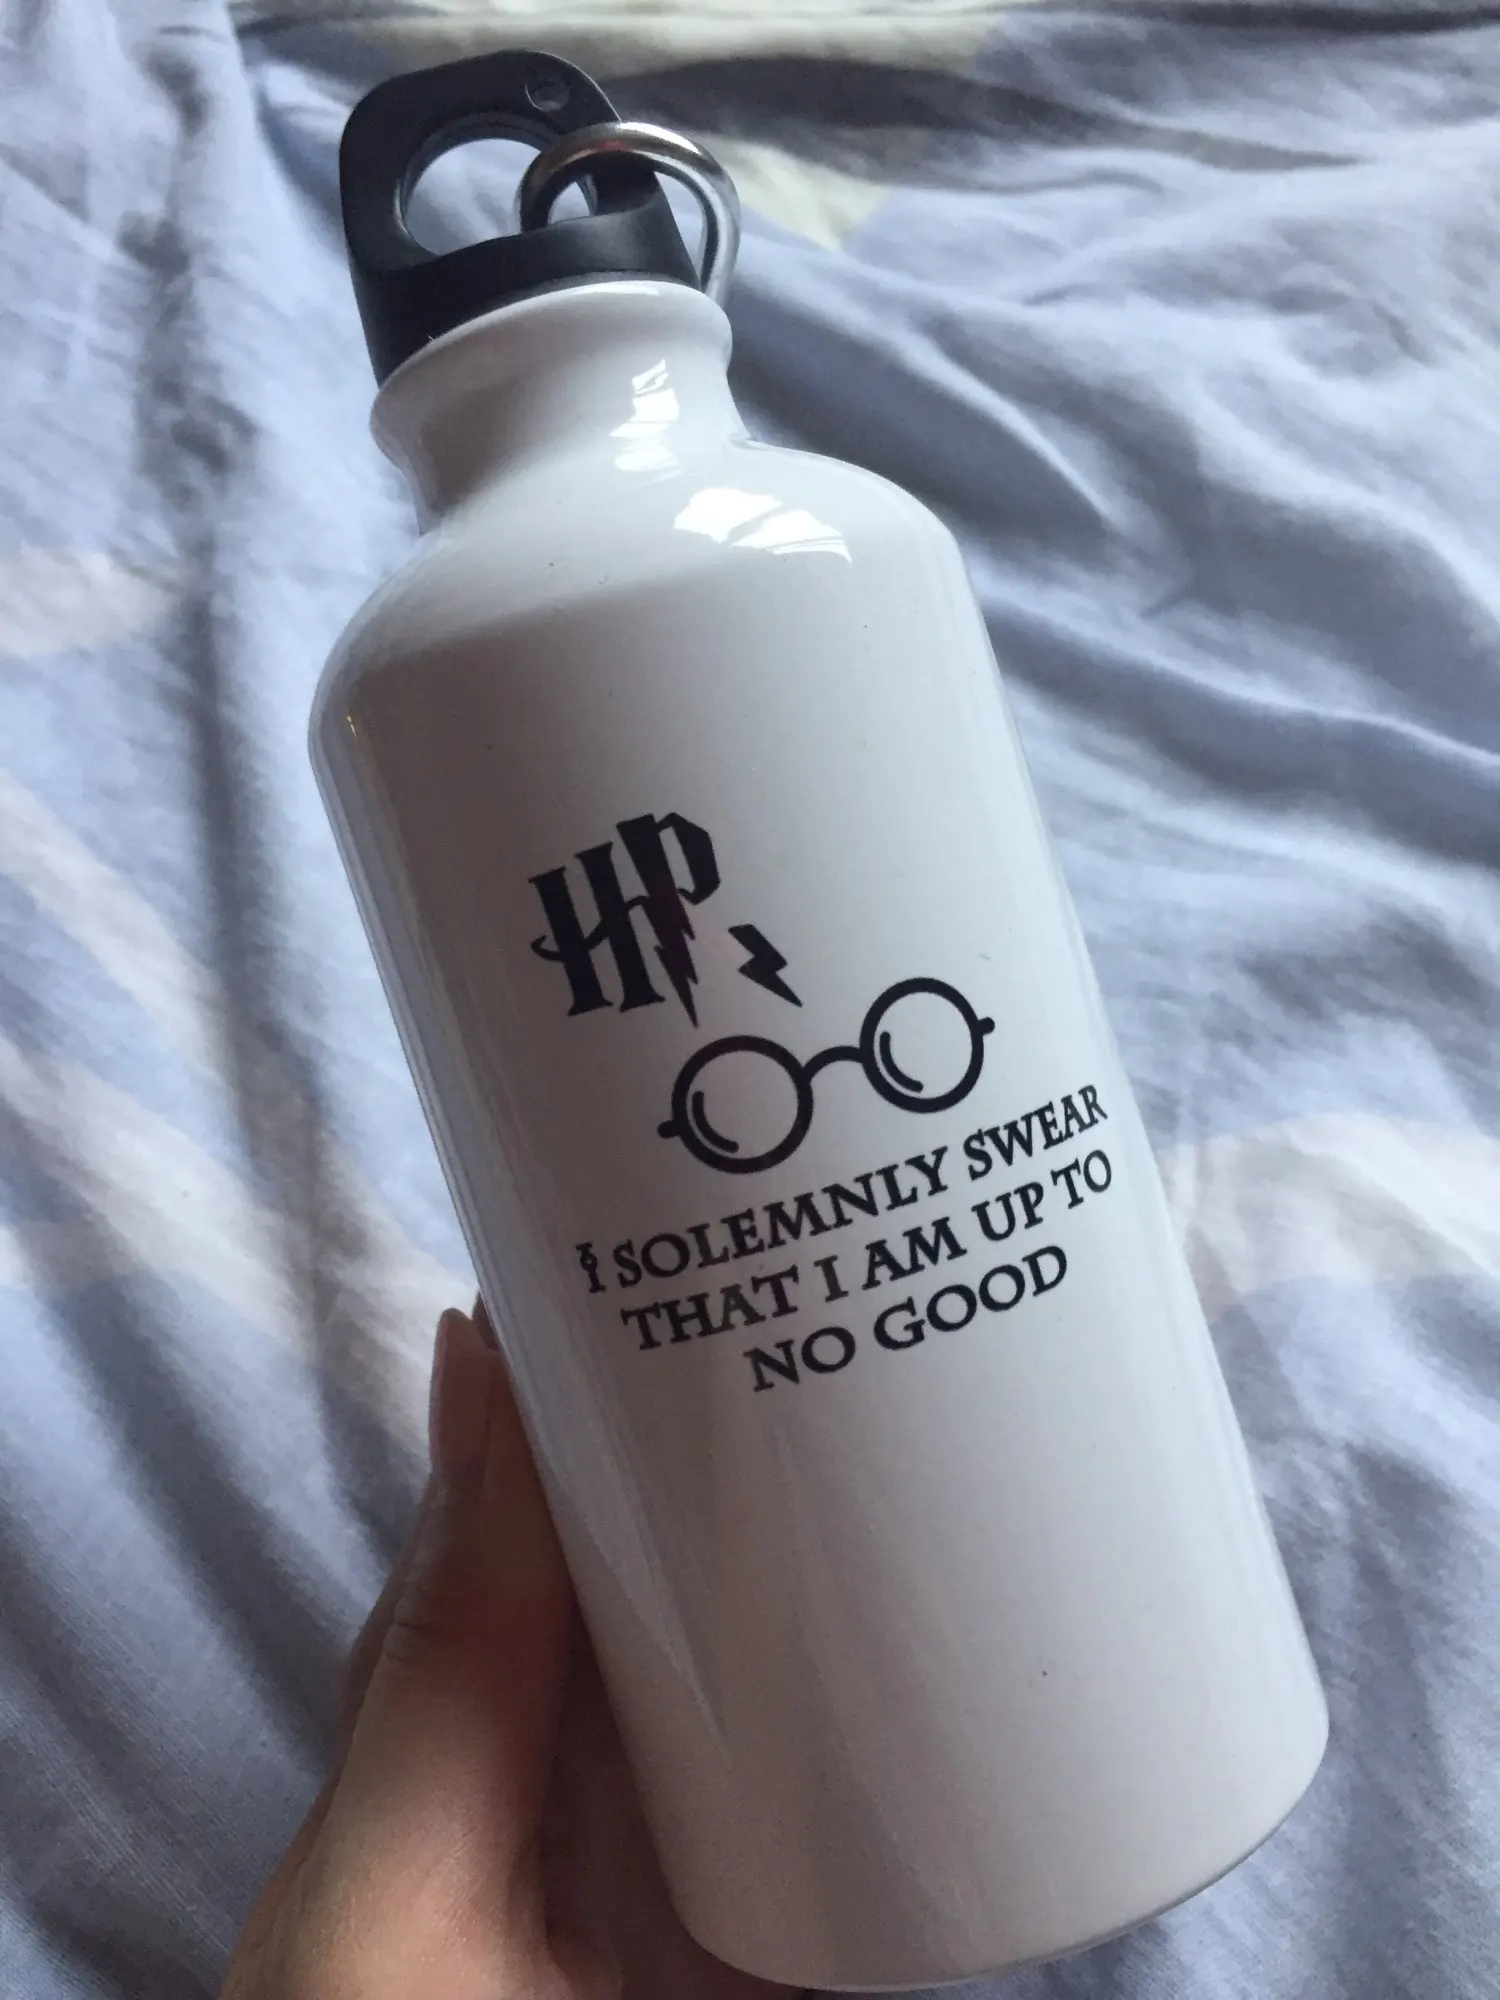 HP
I SOLEMNLY SWEAR
THAT I AM UP TO
NO GOOD